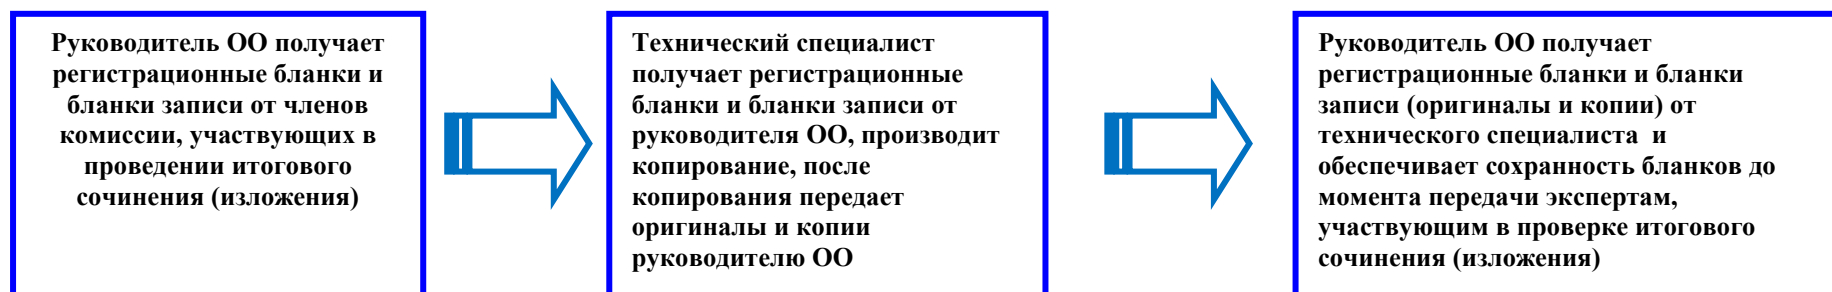 Руководитель ОО получает
регистрационные бланки и
бланки записи от членов
комиссии, участвующих в
проведении итогового
сочинения (изложения)
Технический специалист
получает регистрационные
бланки и бланки записи от
руководителя ОО, производит
копирование, после
копирования передает
оригиналы и копии
руководителю ОО
Руководитель ОО получает
регистрационные бланки и бланки
записи (оригиналы и копии) от
технического специалиста и
обеспечивает сохранность бланков до
момента передачи экспертам,
участвующим в проверке итогового
сочинения (изложения)